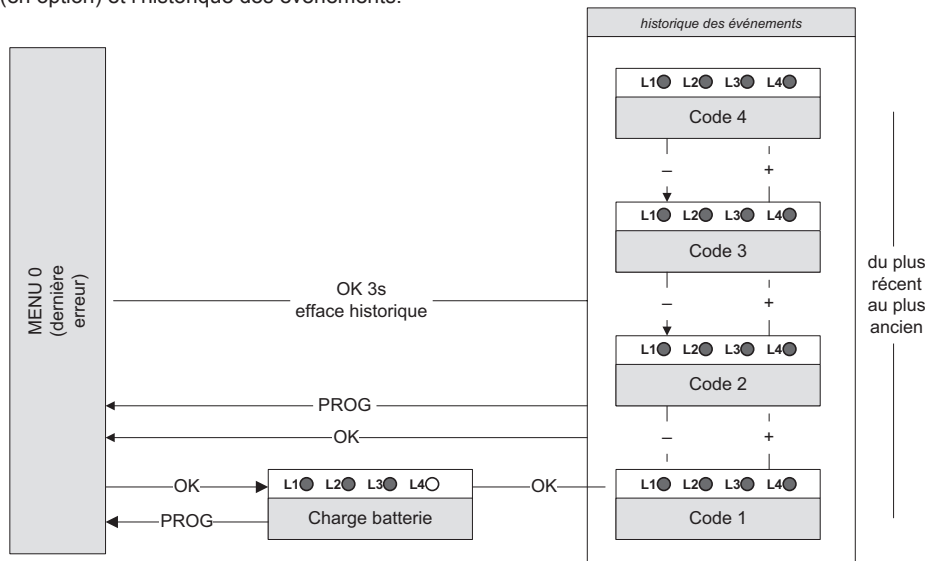 (en option) et l'historique des événements.
historique des événements
L1 L2 L3 L4
Code 4
– +
L1 L2 L3 L4
Code 3
– +
L1 L2 L3 L4
Code 2
– +
L1 L2 L3 L4
Code 1
du plus
récent
au plus
ancien
MENU 0
(dernière
erreur)
OK 3s
efface historique
PROG
OK
OK
L1 L2 L3 L4
Charge batterie
OK
PROG